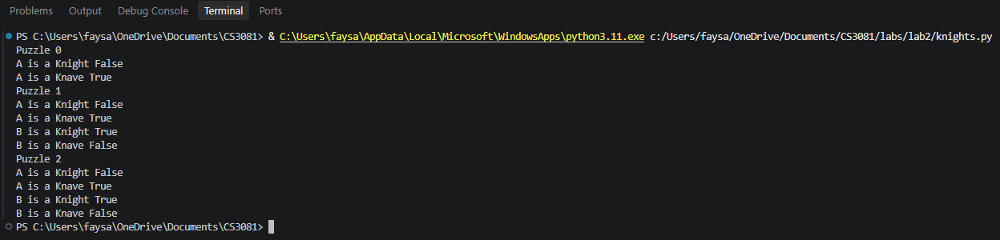 Problems Output Debug Console Terminal Ports
PS C:\Users\faysa\OneDrive\Documents\CS3081> & C:\Users\faysa\AppData\Local\Microsoft\WindowsApps\python3.11.exe c:/Users/faysa/OneDrive/Documents/CS3081/labs/lab2/knights.py
Puzzle 0
A is a Knight False
A is a Knave True
Puzzle 1
A is a Knight False
A is a Knave True
B is a Knight True
B is a Knave False
Puzzle 2
A is a Knight False
A is a Knave True
B is a Knight True
B is a Knave False
PS C:\Users\faysa\OneDrive\Documents\CS3081>